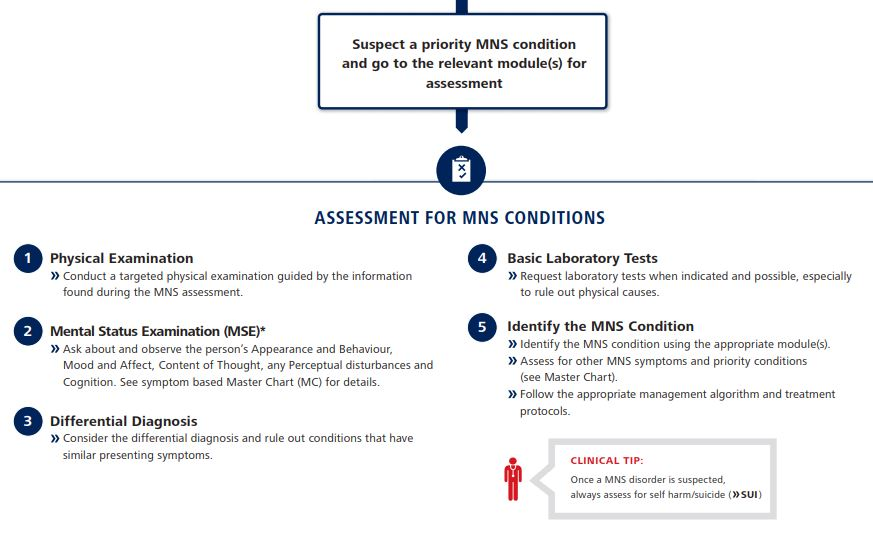 Suspect a priority MNS condition
and go to the relevant module(s) for
assessment
ASSESSMENT FOR MNS CONDITIONS
1 Physical Examination
» Conduct a targeted physical examination guided by the information
found during the MNS assessment.
2 Mental Status Examination (MSE)*
» Ask about and observe the person's Appearance and Behaviour,
Mood and Affect, Content of Thought, any Perceptual disturbances and
Cognition. See symptom based Master Chart (MC) for details.
3 Differential Diagnosis
» Consider the differential diagnosis and rule out conditions that have
similar presenting symptoms.
4 Basic Laboratory Tests
» Request laboratory tests when indicated and possible, especially
to rule out physical causes.
5 Identify the MNS Condition
» Identify the MNS condition using the appropriate module(s).
» Assess for other MNS symptoms and priority conditions
(see Master Chart).
» Follow the appropriate management algorithm and treatment
protocols.
CLINICAL TIP:
Once a MNS disorder is suspected,
always assess for self harm/suicide (»SUI)